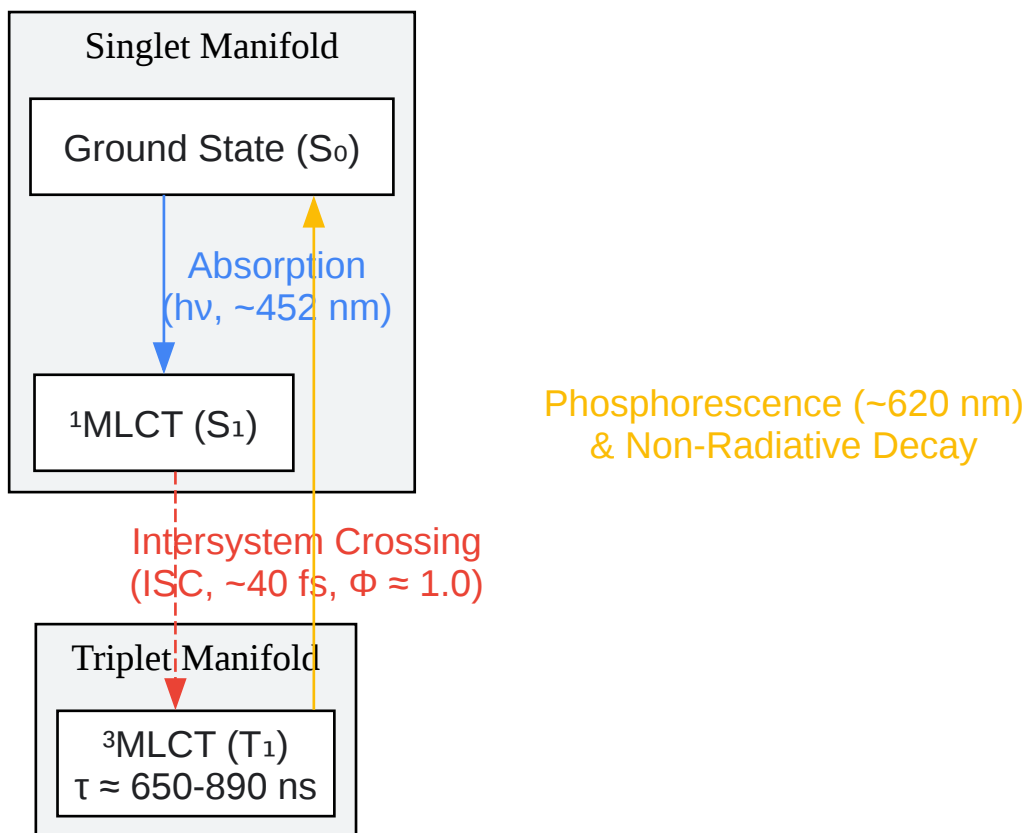 Singlet Manifold
Ground State (S₀)
Absorption
(hν, ~452 nm)
¹MLCT (S₁)
Phosphorescence (~620 nm)
& Non-Radiative Decay
Intersystem Crossing
(ISC, ~40 fs, Φ ≈ 1.0)
Triplet Manifold
³MLCT (T₁)
τ ≈ 650-890 ns